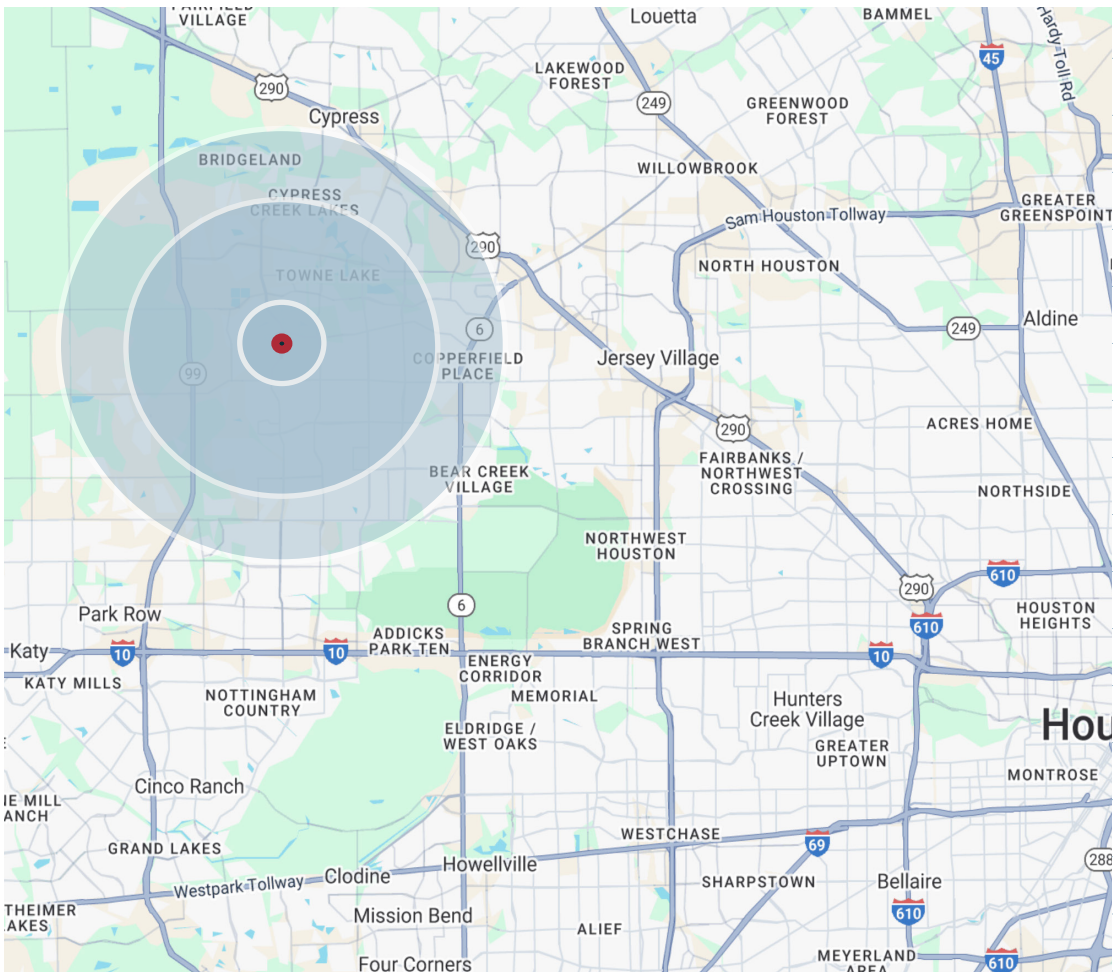 FAIRFIELD
VILLAGE
Louetta
BAMMEL
Hardy Toll Rd
45
290
LAKEWOOD
FOREST
249
GREENWOOD
FOREST
Cypress
BRIDGELAND
WILLOWBROOK
CYPRESS
CREEK LAKES
Sam Houston Tollway
GREATER
GREENSPOINT
290
TOWNE LAKE
NORTH HOUSTON
6
249
Aldine
COPPERFIELD
PLACE
Jersey Village
99
290
ACRES HOME
BEAR CREEK
VILLAGE
FAIRBANKS /
NORTHWEST
CROSSING
NORTHSIDE
NORTHWEST
HOUSTON
290
610
6
610
HOUSTON
HEIGHTS
Park Row
ADDICKS
PARK TEN
SPRING
BRANCH WEST
Katy
10
10
10
ENERGY
CORRIDOR
KATY MILLS
NOTTINGHAM
COUNTRY
MEMORIAL
Hunters
Creek Village
Hou
ELDRIDGE /
WEST OAKS
GREATER
UPTOWN
MONTROSE
Cinco Ranch
NE MILL
ANCH
WESTCHASE
69
GRAND LAKES
Howellville
288
Westpark Tollway
Clodine
SHARPSTOWN
Bellaire
THEIMER
AKES
Mission Bend
610
ALIEF
Four Corners
MEYERLAND
AREA
610